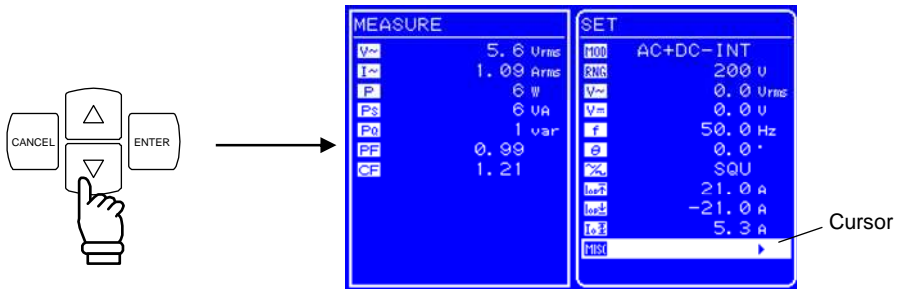 CANCEL
ENTER
MEASURE
V~ 5.6 Vrms
I~ 1.09 Arms
P 6 W
Ps 6 VA
PQ 1 var
PF 0.99
CF 1.21
SET
MOD AC+DC-INT
RNG 200 V
V~ 0.0 Vrms
V= 0.0 V
f 50.0 Hz
θ 0.0 °
SQU
21.0 A
-21.0 A
5.3 A
MISC
Cursor